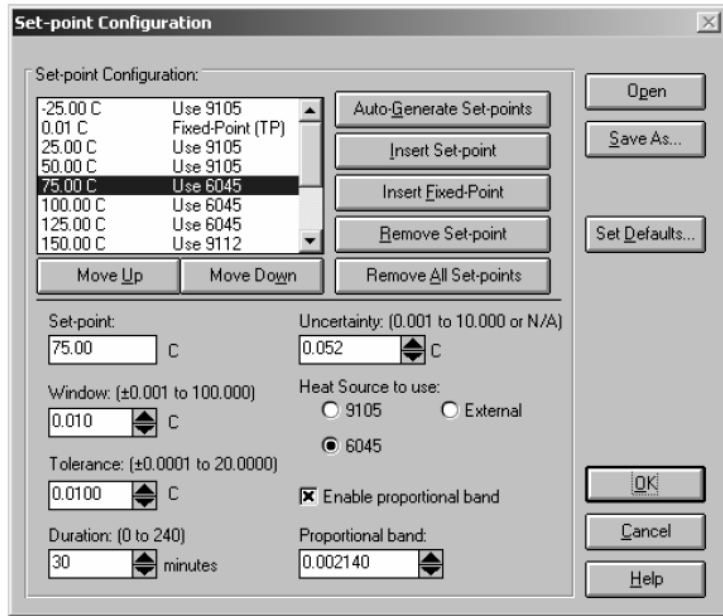 Set-point Configuration
Set-point Configuration:
-25.00 C Use 9105
0.01 C Fixed-Point (TP)
25.00 C Use 9105
50.00 C Use 9105
75.00 C Use 6045
100.00 C Use 6045
125.00 C Use 6045
150.00 C Use 9112
Move Up Move Down
Auto-Generate Set-points
Insert Set-point
Insert Fixed-Point
Remove Set-point
Remove All Set-points
Open
Save As...
Set Defaults...
Set-point:
75.00 C
Window: (±0.001 to 100.000)
0.010 C
Tolerance: (±0.0001 to 20.0000)
0.0100 C
Duration: (0 to 240)
30 minutes
Uncertainty: (0.001 to 10.000 or N/A)
0.052 C
Heat Source to use:
9105 External
6045
Enable proportional band
Proportional band:
0.002140
OK
Cancel
Help